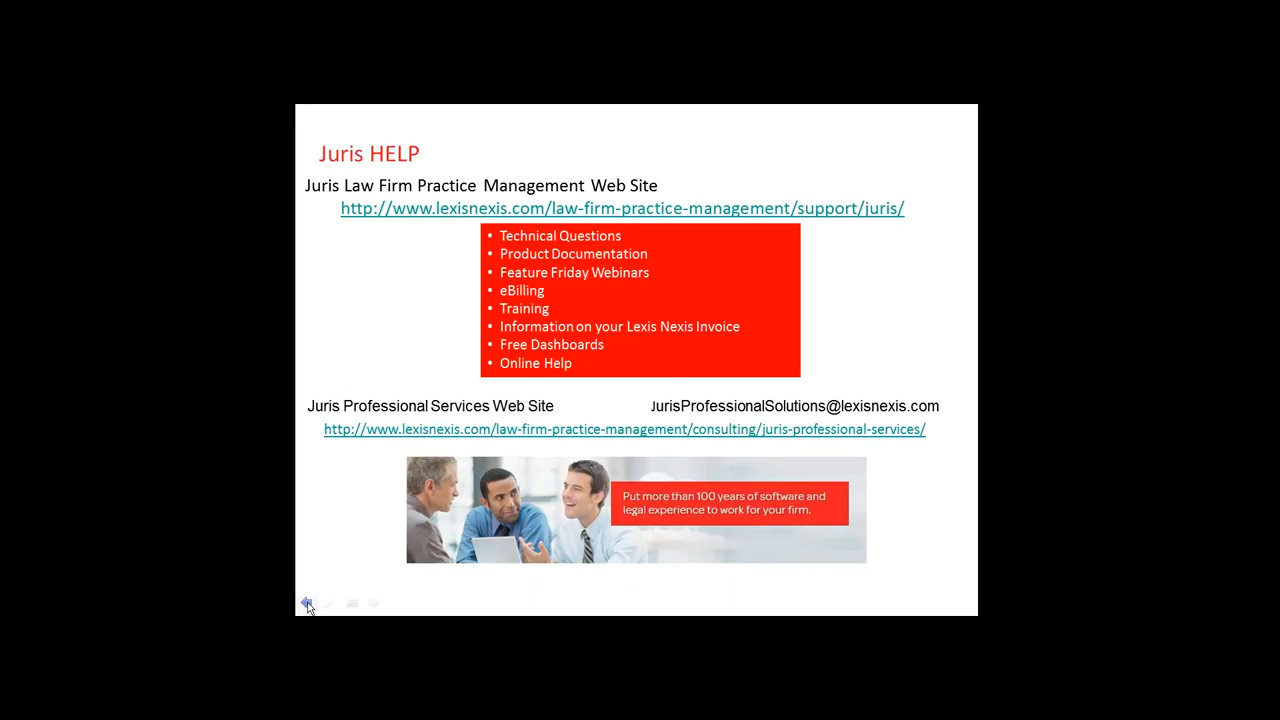 Juris HELP
Juris Law Firm Practice Management Web Site
http://www.lexisnexis.com/law-firm-practice-management/support/juris/
• Technical Questions
• Product Documentation
• Feature Friday Webinars
• eBilling
• Training
• Information on your Lexis Nexis Invoice
• Free Dashboards
• Online Help
Juris Professional Services Web Site JurisProfessionalSolutions@lexisnexis.com
http://www.lexisnexis.com/law-firm-practice-management/consulting/juris-professional-services/
Put more than 100 years of software and
legal experience to work for your firm.